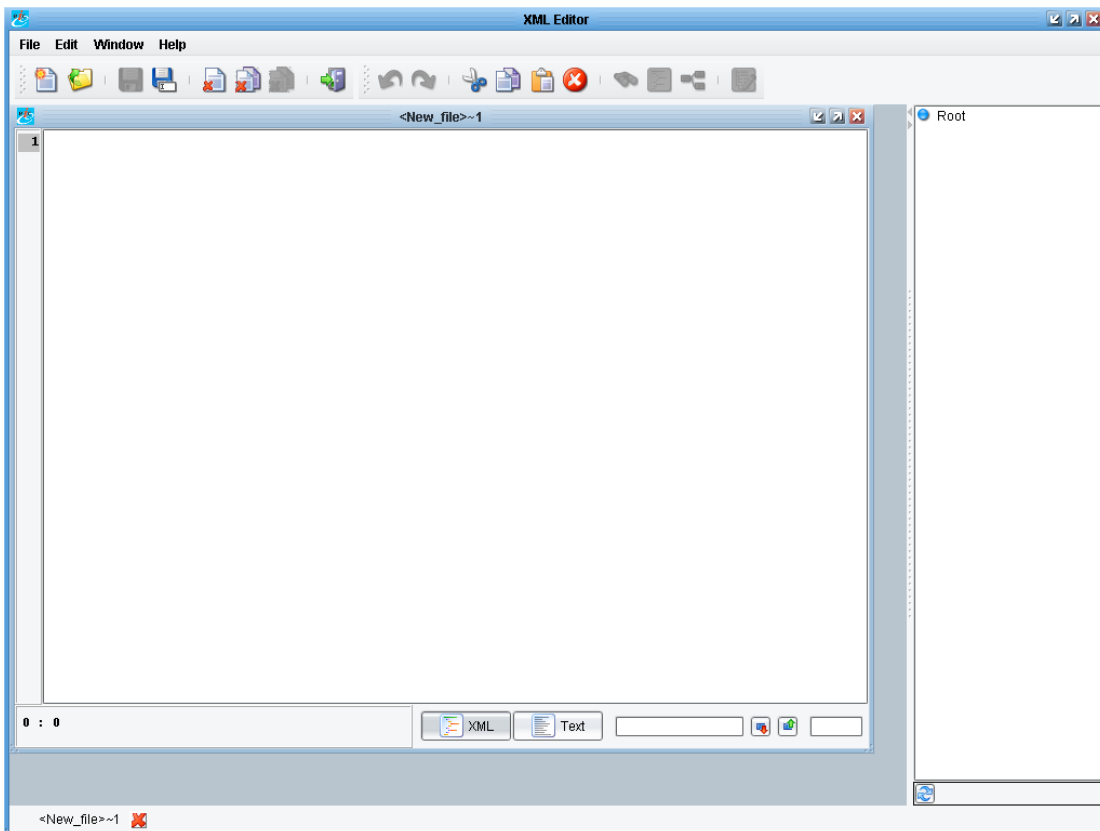 XML Editor
File Edit Window Help
<New_file>~1
Root
1
0 : 0
XML Text
<New_file>~1